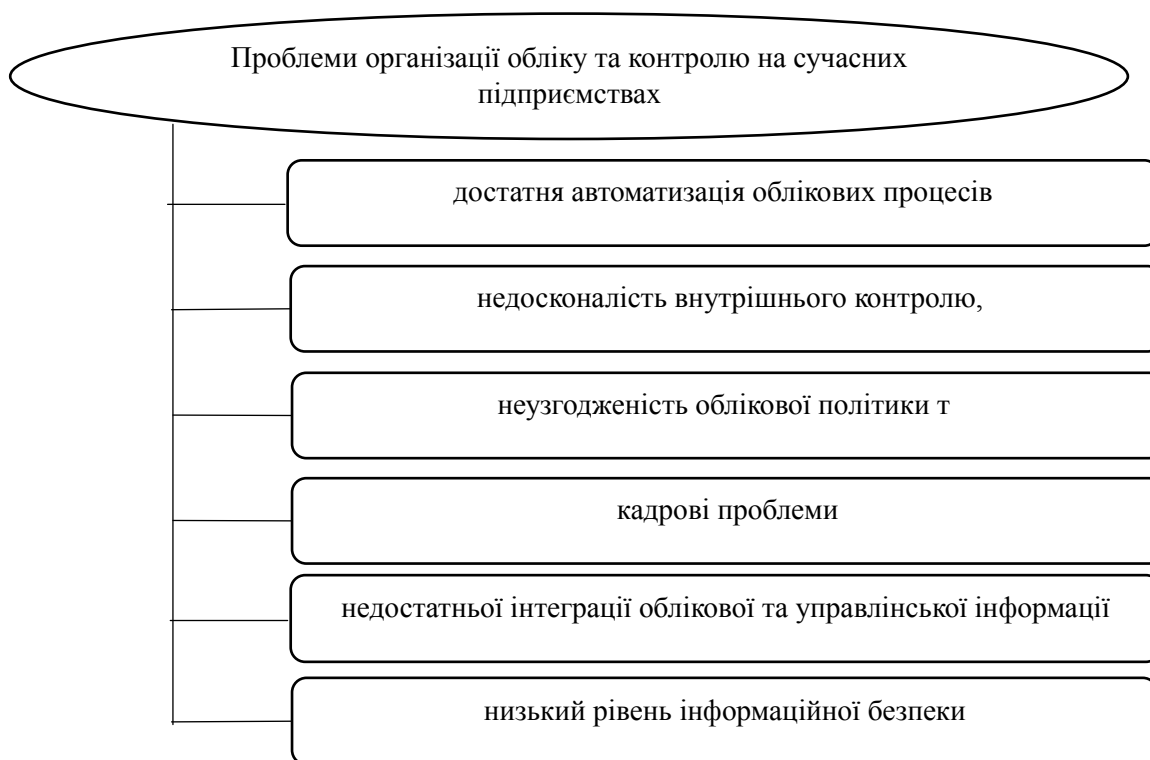 Проблеми організації обліку та контролю на сучасних
підприємствах
достатня автоматизація облікових процесів
недосконалість внутрішнього контролю,
неузгодженість облікової політики т
кадрові проблеми
недостатньої інтеграції облікової та управлінської інформації
низький рівень інформаційної безпеки